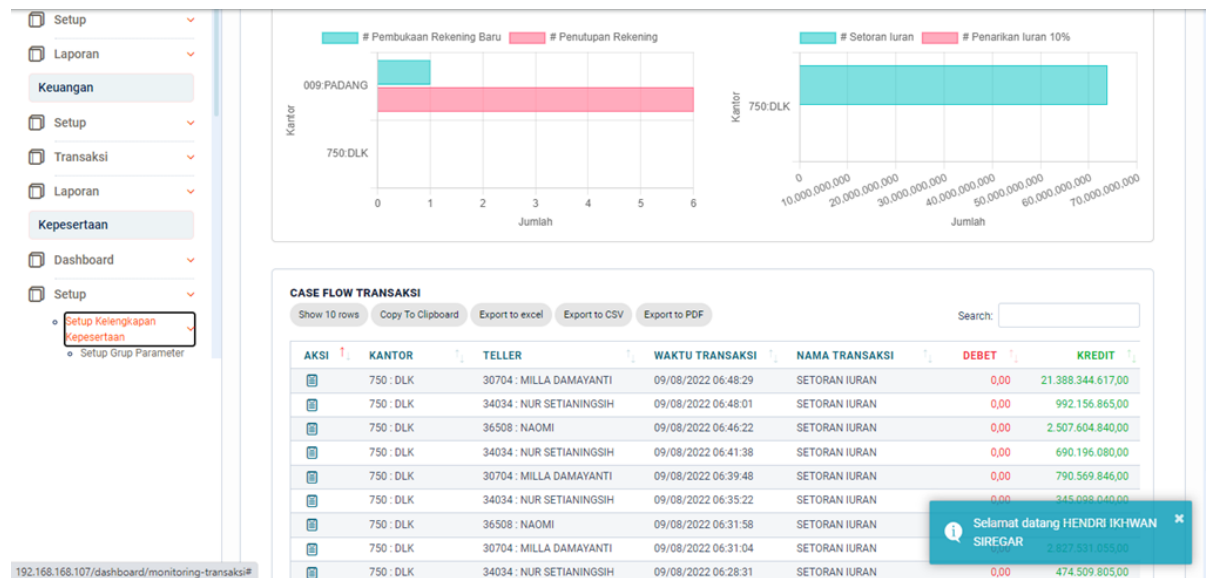 Setup
Laporan
Keuangan
Setup
Transaksi
Laporan
Kepesertaan
Dashboard
Setup
Setup Kelengkapan
Kepesertaan
Setup Grup Parameter
192.168.168.107/dashboard/monitoring-transaksi#
# Pembukaan Rekening Baru # Penutupan Rekening
009:PADANG
750:DLK
Kantor
0 1 2 3 4 5 6
Jumlah
# Setoran Iuran # Penarikan Iuran 10%
750:DLK
Kantor
0 10,000,000,000 20,000,000,000 30,000,000,000 40,000,000,000 50,000,000,000 60,000,000,000 70,000,000,000
Jumlah
CASE FLOW TRANSAKSI
Show 10 rows Copy To Clipboard Export to excel Export to CSV Export to PDF Search:
AKSI KANTOR TELLER WAKTU TRANSAKSI NAMA TRANSAKSI DEBET KREDIT
750 : DLK 30704 : MILLA DAMAYANTI 09/08/2022 06:48:29 SETORAN IURAN 0,00 21.388.344.617,00
750 : DLK 34034 : NUR SETIANINGSIH 09/08/2022 06:48:01 SETORAN IURAN 0,00 992.156.865,00
750 : DLK 36508 : NAOMI 09/08/2022 06:46:22 SETORAN IURAN 0,00 2.507.604.840,00
750 : DLK 34034 : NUR SETIANINGSIH 09/08/2022 06:41:38 SETORAN IURAN 0,00 690.196.080,00
750 : DLK 30704 : MILLA DAMAYANTI 09/08/2022 06:39:48 SETORAN IURAN 0,00 790.569.846,00
750 : DLK 34034 : NUR SETIANINGSIH 09/08/2022 06:35:22 SETORAN IURAN 0,00 345.098.040,00
750 : DLK 36508 : NAOMI 09/08/2022 06:31:58 SETORAN IURAN
750 : DLK 30704 : MILLA DAMAYANTI 09/08/2022 06:31:04 SETORAN IURAN 2.827.531.055,00
750 : DLK 34034 : NUR SETIANINGSIH 09/08/2022 06:28:31 SETORAN IURAN 0,00 474.509.805,00
Selamat datang HENDRI IKHWAN
SIREGAR